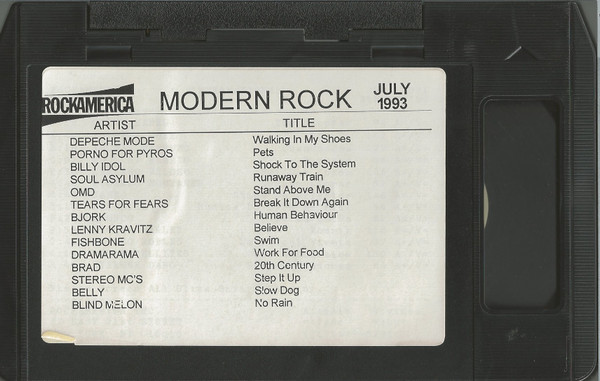 ROCKAMERICA MODERN ROCK JULY 1993
ARTIST TITLE
DEPECHE MODE Walking In My Shoes
PORNO FOR PYROS Pets
BILLY IDOL Shock To The System
SOUL ASYLUM Runaway Train
OMD Stand Above Me
TEARS FOR FEARS Break It Down Again
BJORK Human Behaviour
LENNY KRAVITZ Believe
FISHBONE Swim
DRAMARAMA Work For Food
BRAD 20th Century
STEREO MC'S Step It Up
BELLY Slow Dog
BLIND MELON No Rain